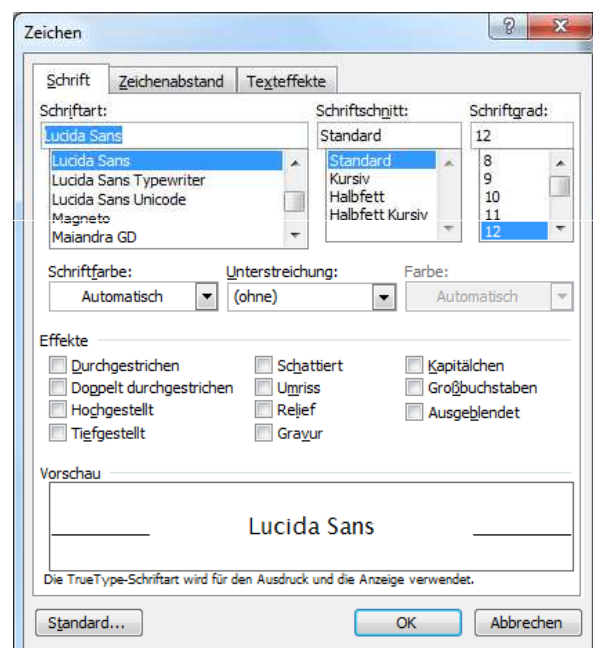 Zeichen
Schrift Zeichenabstand Texteffekte
Schriftart: Schriftschnitt: Schriftgrad:
Lucida Sans Standard 12
Lucida Sans Standard 8
Lucida Sans Typewriter Kursiv 9
Lucida Sans Unicode Halbfett 10
Magneto Halbfett Kursiv 11
Maiandra GD 12
Schriftfarbe: Unterstreichung: Farbe:
Automatisch (ohne) Automatisch
Effekte
Durchgestrichen Schattiert Kapitälchen
Doppelt durchgestrichen Umriss Großbuchstaben
Hochgestellt Relief Ausgeblendet
Tiefgestellt Gravur
Vorschau
Lucida Sans
Die TrueType-Schriftart wird für den Ausdruck und die Anzeige verwendet.
Standard... OK Abbrechen